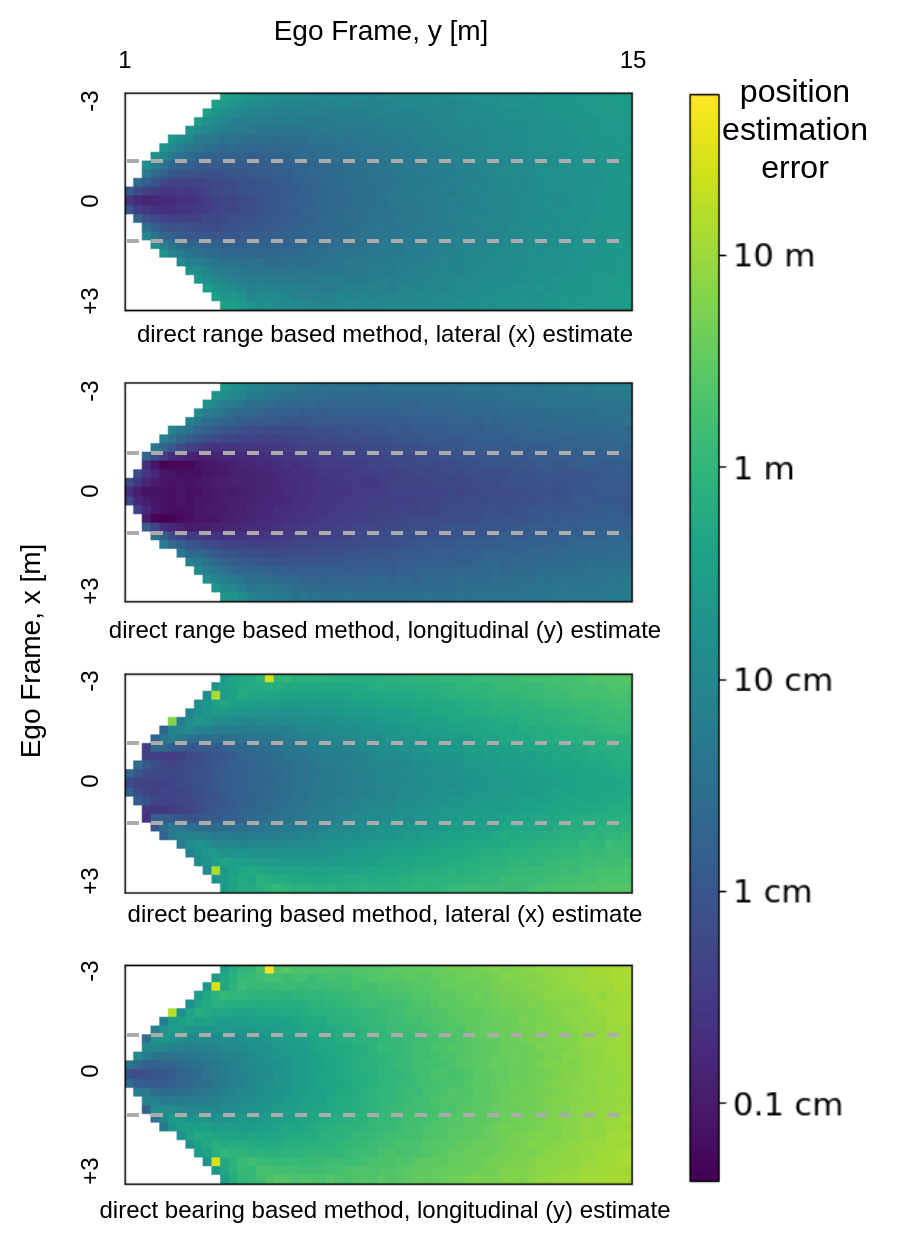 Ego Frame, y [m]
1
15
position
estimation
error
-3
0
+3
direct range based method, lateral (x) estimate
10 m
-3
0
+3
direct range based method, longitudinal (y) estimate
1 m
Ego Frame, x [m]
-3
0
+3
direct bearing based method, lateral (x) estimate
10 cm
1 cm
-3
0
+3
direct bearing based method, longitudinal (y) estimate
0.1 cm